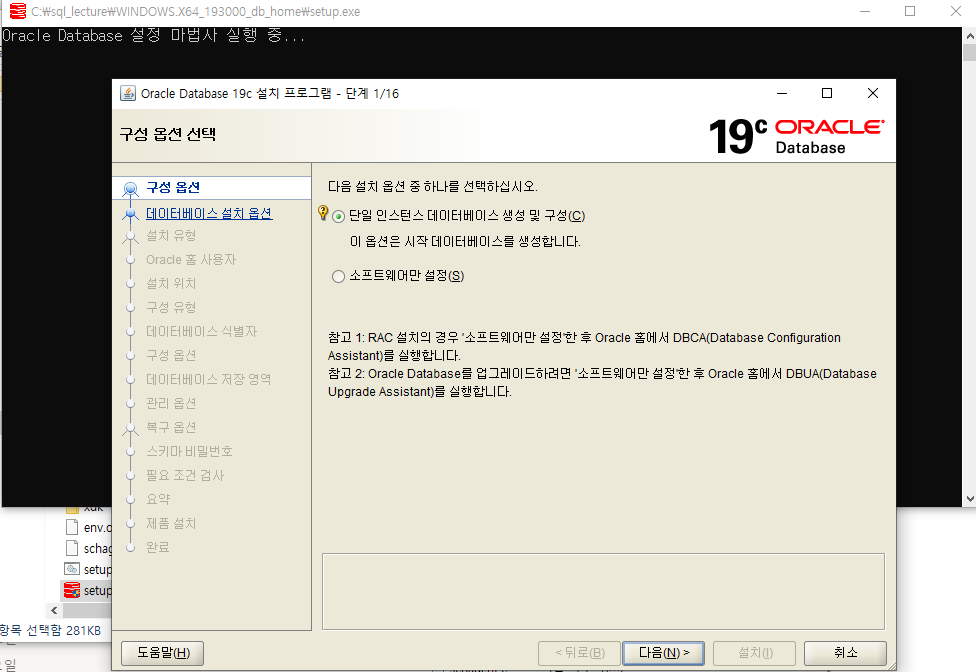 C:\sql_lecture\WINDOWS.X64_193000_db_home\setup.exe
Oracle Database 설정 마법사 실행 중...
Oracle Database 19c 설치 프로그램 - 단계 1/16
구성 옵션 선택
19c ORACLE
Database
구성 옵션
데이터베이스 설치 옵션
설치 유형
Oracle 홈 사용자
설치 위치
구성 유형
데이터베이스 식별자
구성 옵션
데이터베이스 저장 영역
관리 옵션
복구 옵션
스키마 비밀번호
필요 조건 검사
요약
제품 설치
완료
다음 설치 옵션 중 하나를 선택하십시오.
단일 인스턴스 데이터베이스 생성 및 구성(C)
이 옵션은 시작 데이터베이스를 생성합니다.
소프트웨어만 설정(S)
참고 1: RAC 설치의 경우 '소프트웨어만 설정'한 후 Oracle 홈에서 DBCA(Database Configuration
Assistant)를 실행합니다.
참고 2: Oracle Database를 업그레이드하려면 '소프트웨어만 설정'한 후 Oracle 홈에서 DBUA(Database
Upgrade Assistant)를 실행합니다.
env.o
schag
setup
setup
항목 선택함 281KB
도움말(H)
< 뒤로(B)
다음(N) >
설치(I)
취소